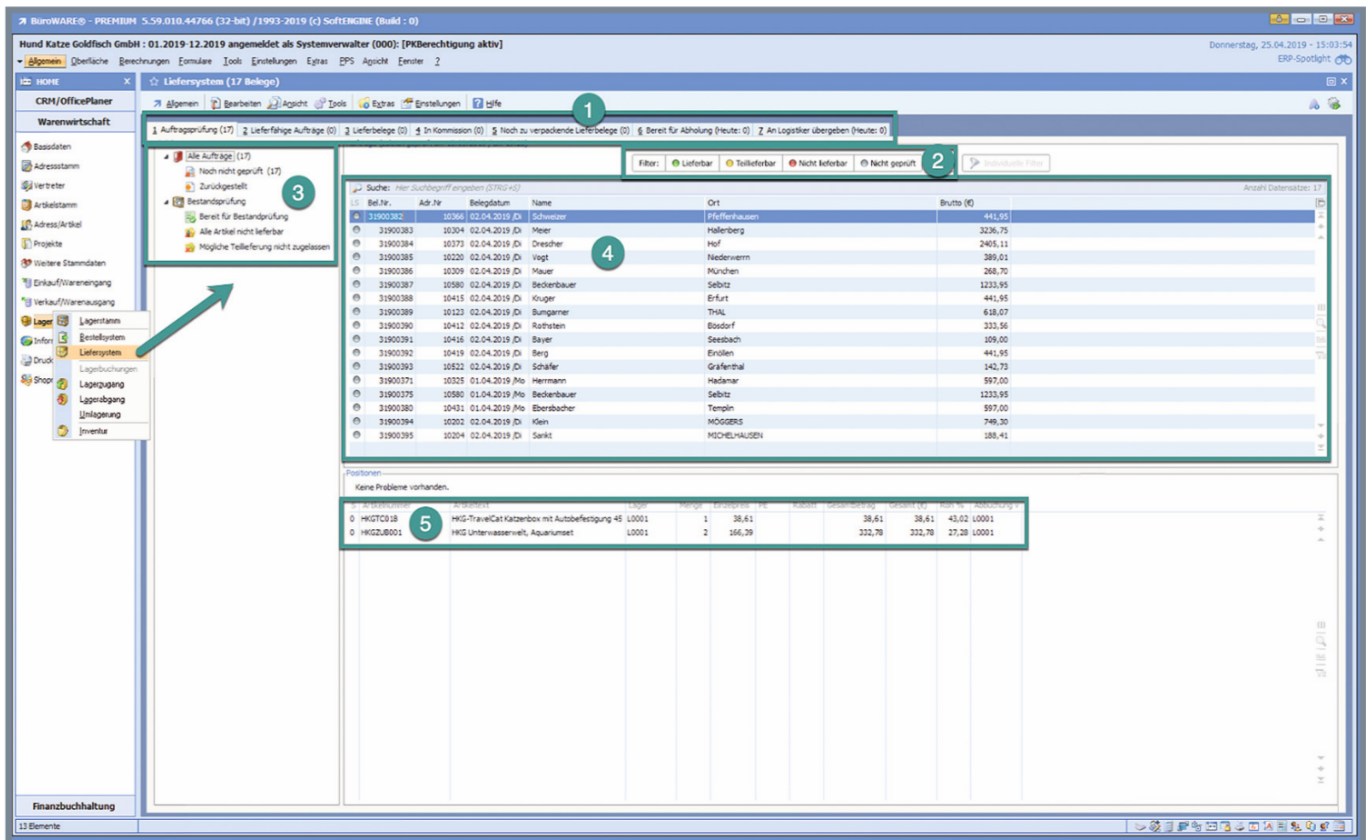 BüroWARE® - PREMIUM 5.59.010.44766 (32-bit) /1993-2019 (c) SoftENGINE (Build : 0)
Hund Katze Goldfisch GmbH : 01.2019-12.2019 angemeldet als Systemverwalter (000): [PKBerechtigung aktiv]
Donnerstag, 25.04.2019 - 15:03:54
Allgemein Oberfläche Berechnungen Formulare Tools Einstellungen Extras PPS Ansicht Fenster ?
ERP-Spotlight
HOME X
Liefersystem (17 Belege)
CRM/OfficePlaner
Allgemein Bearbeiten Ansicht Tools Extras Einstellungen Hilfe
1
Warenwirtschaft
1 Auftragsprüfung (17) 2 Lieferfähige Aufträge (0) 3 Lieferbelege (0) 4 In Kommission (0) 5 Noch zu verpackende Lieferbelege (0) 6 Bereit für Abholung (Heute: 0) 7 An Logistiker übergeben (Heute: 0)
Basisdaten
Adressstamm
Vertreter
Artikelstamm
Adress/Artikel
Projekte
Weitere Stammdaten
Einkauf/Wareneingang
Verkauf/Warenausgang
Lager
Infor
Druck
Shop
Lagerstamm
Bestellsystem
Liefersystem
Lagerbuchungen
Lagerzugang
Lagerabgang
Umlagerung
Inventur
Alle Aufträge (17)
Noch nicht geprüft (17)
Zurückgestellt
3
Bestandsprüfung
Bereit für Bestandprüfung
Alle Artikel nicht lieferbar
Mögliche Teillieferung nicht zugelassen
Filter: Lieferbar Teillieferbar Nicht lieferbar Nicht geprüft 2 Individuelle Filter
Suche: Hier Suchbegriff eingeben (STRG+S) Anzahl Datensätze: 17
LS Bel.Nr. Adr.Nr Belegdatum Name Ort Brutto (€)
31900382 10366 02.04.2019 /Di Schweizer Pfeffenhausen 441,95
31900383 10304 02.04.2019 /Di Meier Hallenberg 3236,75
31900384 10373 02.04.2019 /Di Drescher Hof 2405,11
4
31900385 10220 02.04.2019 /Di Vogt Niederwerrn 389,01
31900386 10309 02.04.2019 /Di Mauer München 268,70
31900387 10580 02.04.2019 /Di Beckenbauer Selbitz 1233,95
31900388 10415 02.04.2019 /Di Kruger Erfurt 441,95
31900389 10123 02.04.2019 /Di Bumgarner THAL 618,07
31900390 10412 02.04.2019 /Di Rothstein Bösdorf 333,56
31900391 10416 02.04.2019 /Di Bayer Seesbach 109,00
31900392 10419 02.04.2019 /Di Berg Einöllen 441,95
31900393 10522 02.04.2019 /Di Schäfer Gräfenthal 142,73
31900371 10325 01.04.2019 /Mo Herrmann Hadamar 597,00
31900375 10580 01.04.2019 /Mo Beckenbauer Selbitz 1233,95
31900380 10431 01.04.2019 /Mo Ebersbacher Templin 597,00
31900394 10202 02.04.2019 /Di Klein MÖGGERS 749,30
31900395 10204 02.04.2019 /Di Sankt MICHELHAUSEN 188,41
Positionen
Keine Probleme vorhanden.
S Artikelnummer Artikeltext Lager Menge Einzelpreis PE Rabatt Gesamtbetrag Gesamt (€) Roh % Abbuchung v
0 HKGTC018 HKG-TravelCat Katzenbox mit Autobefestigung 45 L0001 1 38,61 38,61 38,61 43,02 L0001
5
0 HKGZUB001 HKG Unterwasserwelt, Aquariumset L0001 2 166,39 332,78 332,78 27,28 L0001
Finanzbuchhaltung
13 Elemente